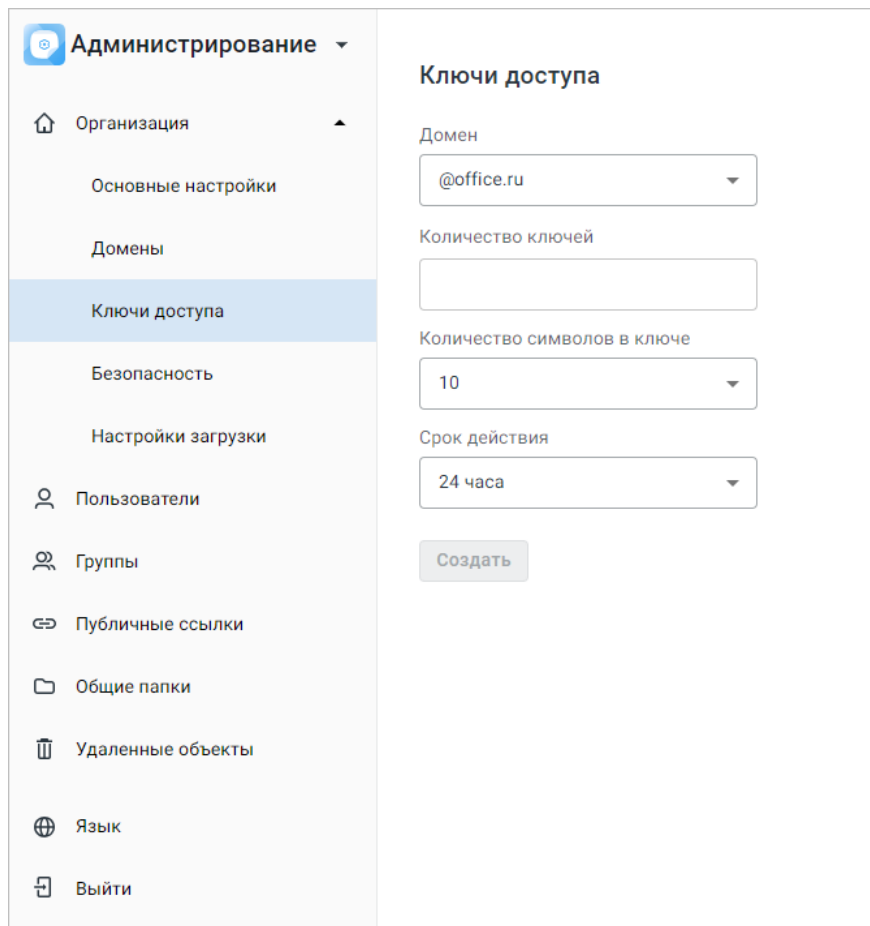 Администрирование
Организация
Основные настройки
Домены
Ключи доступа
Безопасность
Настройки загрузки
Пользователи
Группы
Публичные ссылки
Общие папки
Удаленные объекты
Язык
Выйти
Ключи доступа
Домен
@office.ru
Количество ключей
Количество символов в ключе
10
Срок действия
24 часа
Создать